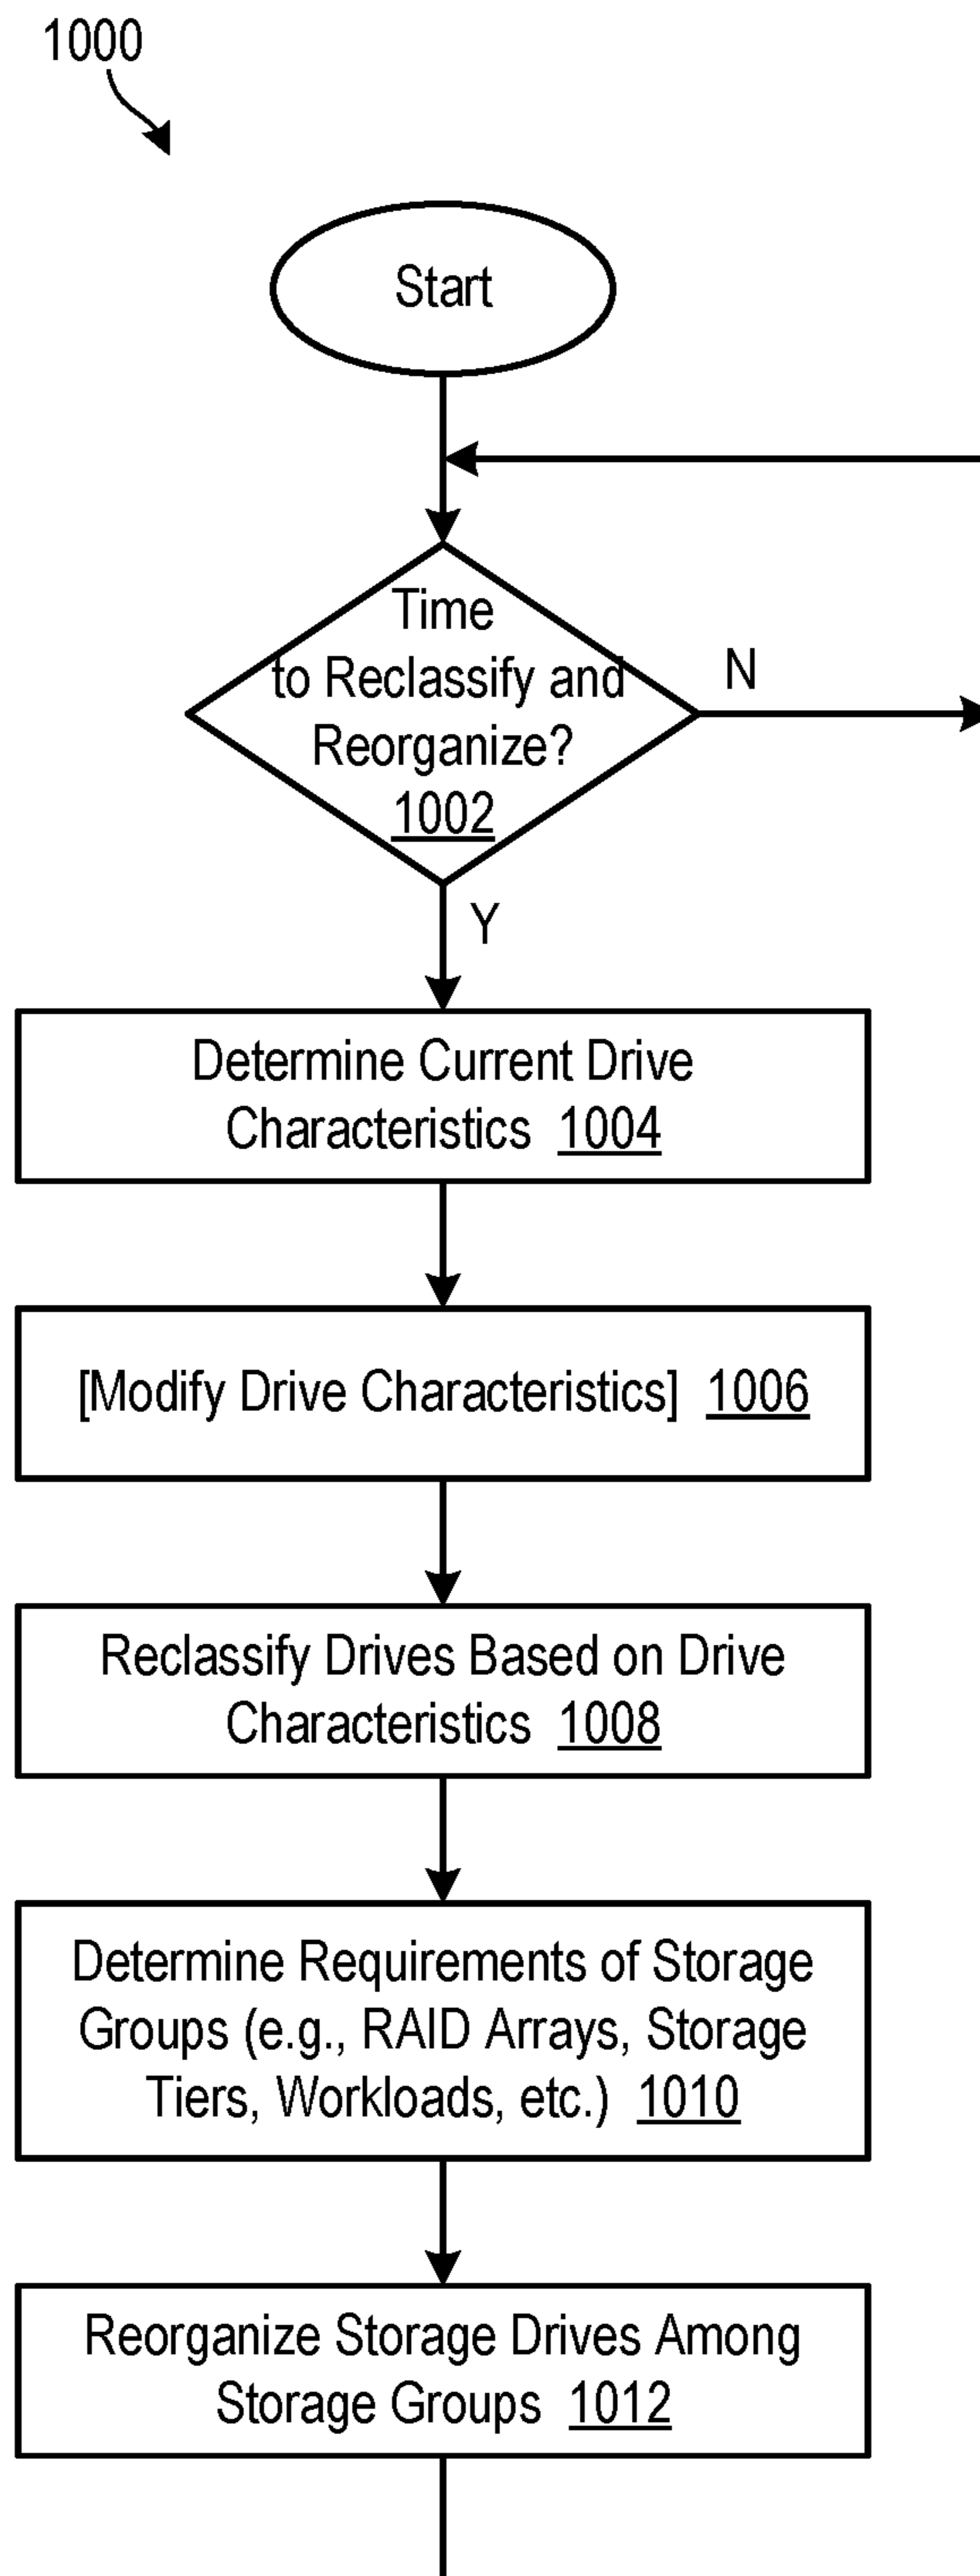 1000
Start
Time
to Reclassify and
Reorganize?
1002
N
Y
Determine Current Drive
Characteristics 1004
[Modify Drive Characteristics] 1006
Reclassify Drives Based on Drive
Characteristics 1008
Determine Requirements of Storage
Groups (e.g., RAID Arrays, Storage
Tiers, Workloads, etc.) 1010
Reorganize Storage Drives Among
Storage Groups 1012